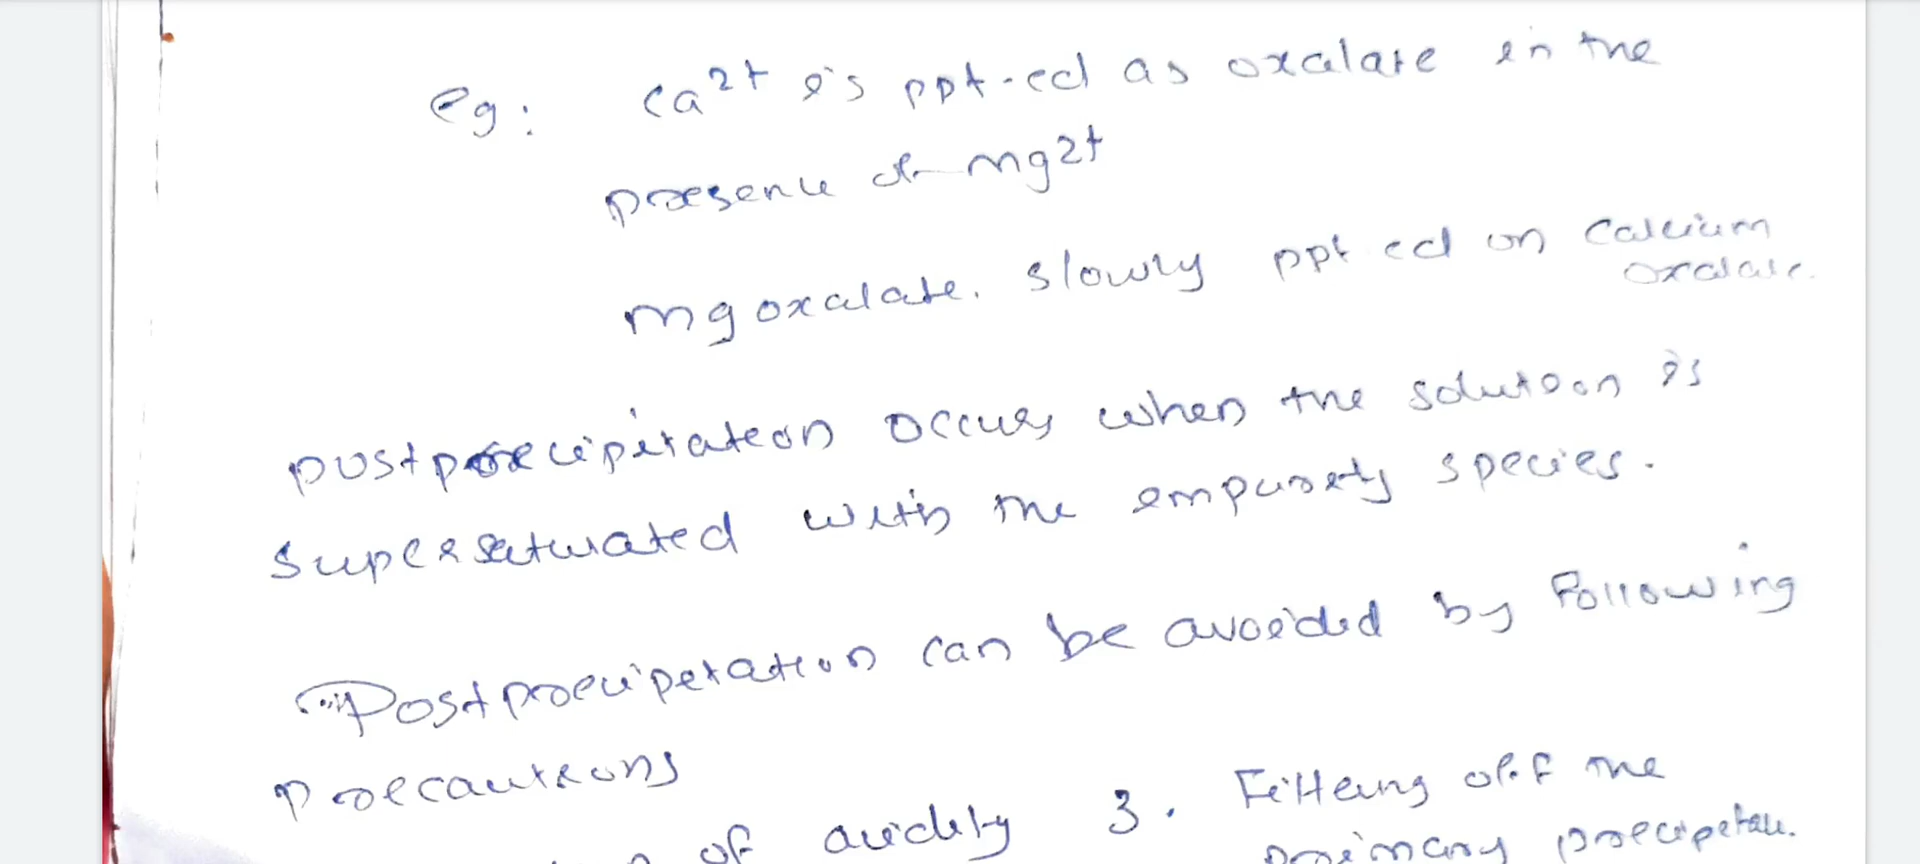 eg: Ca2+ is ppt-ed as oxalate in the
presence of Mg2+
Mg oxalate. slowly ppt ed on calcium
oxalate.
postprecipitation occurs when the solution is
supersaturated with the impurity species.
Postprecipitation can be avoided by Following
precautions
of acidity 3. Filtering off the
primary precipitate.